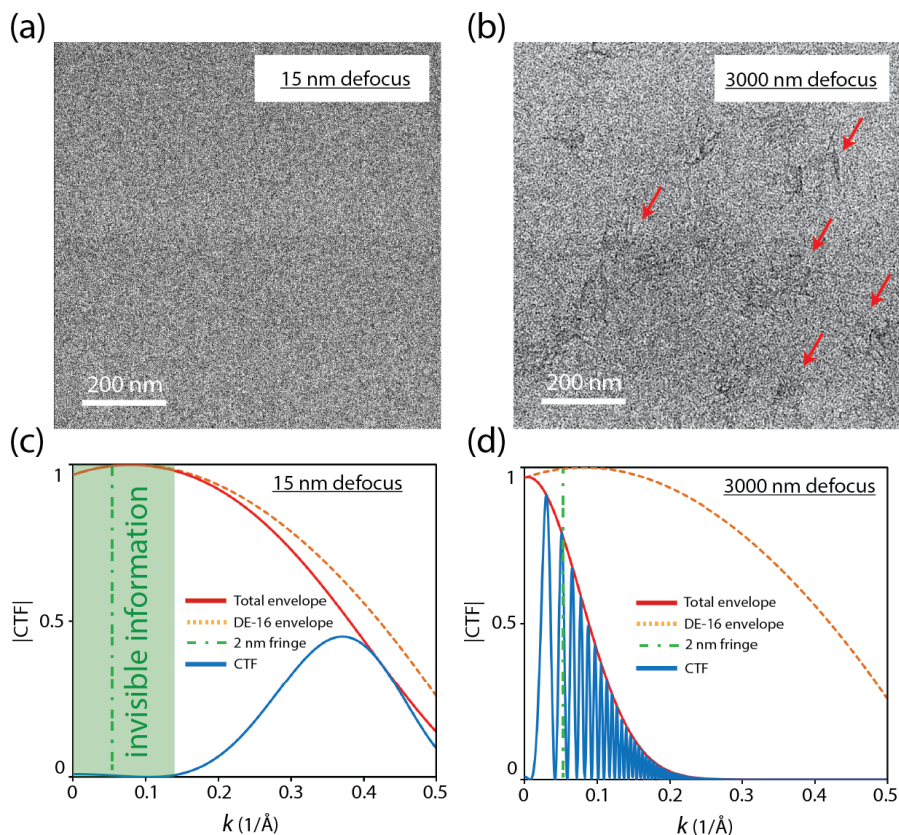 (a)
15 nm defocus
200 nm
(b)
3000 nm defocus
200 nm
(c)
1
0.5
0
|CTF|
15 nm defocus
invisible information
Total envelope
DE-16 envelope
2 nm fringe
CTF
0
0.1
0.2
0.3
0.4
0.5
k (1/Å)
(d)
1
0.5
0
|CTF|
3000 nm defocus
Total envelope
DE-16 envelope
2 nm fringe
CTF
0
0.1
0.2
0.3
0.4
0.5
k (1/Å)